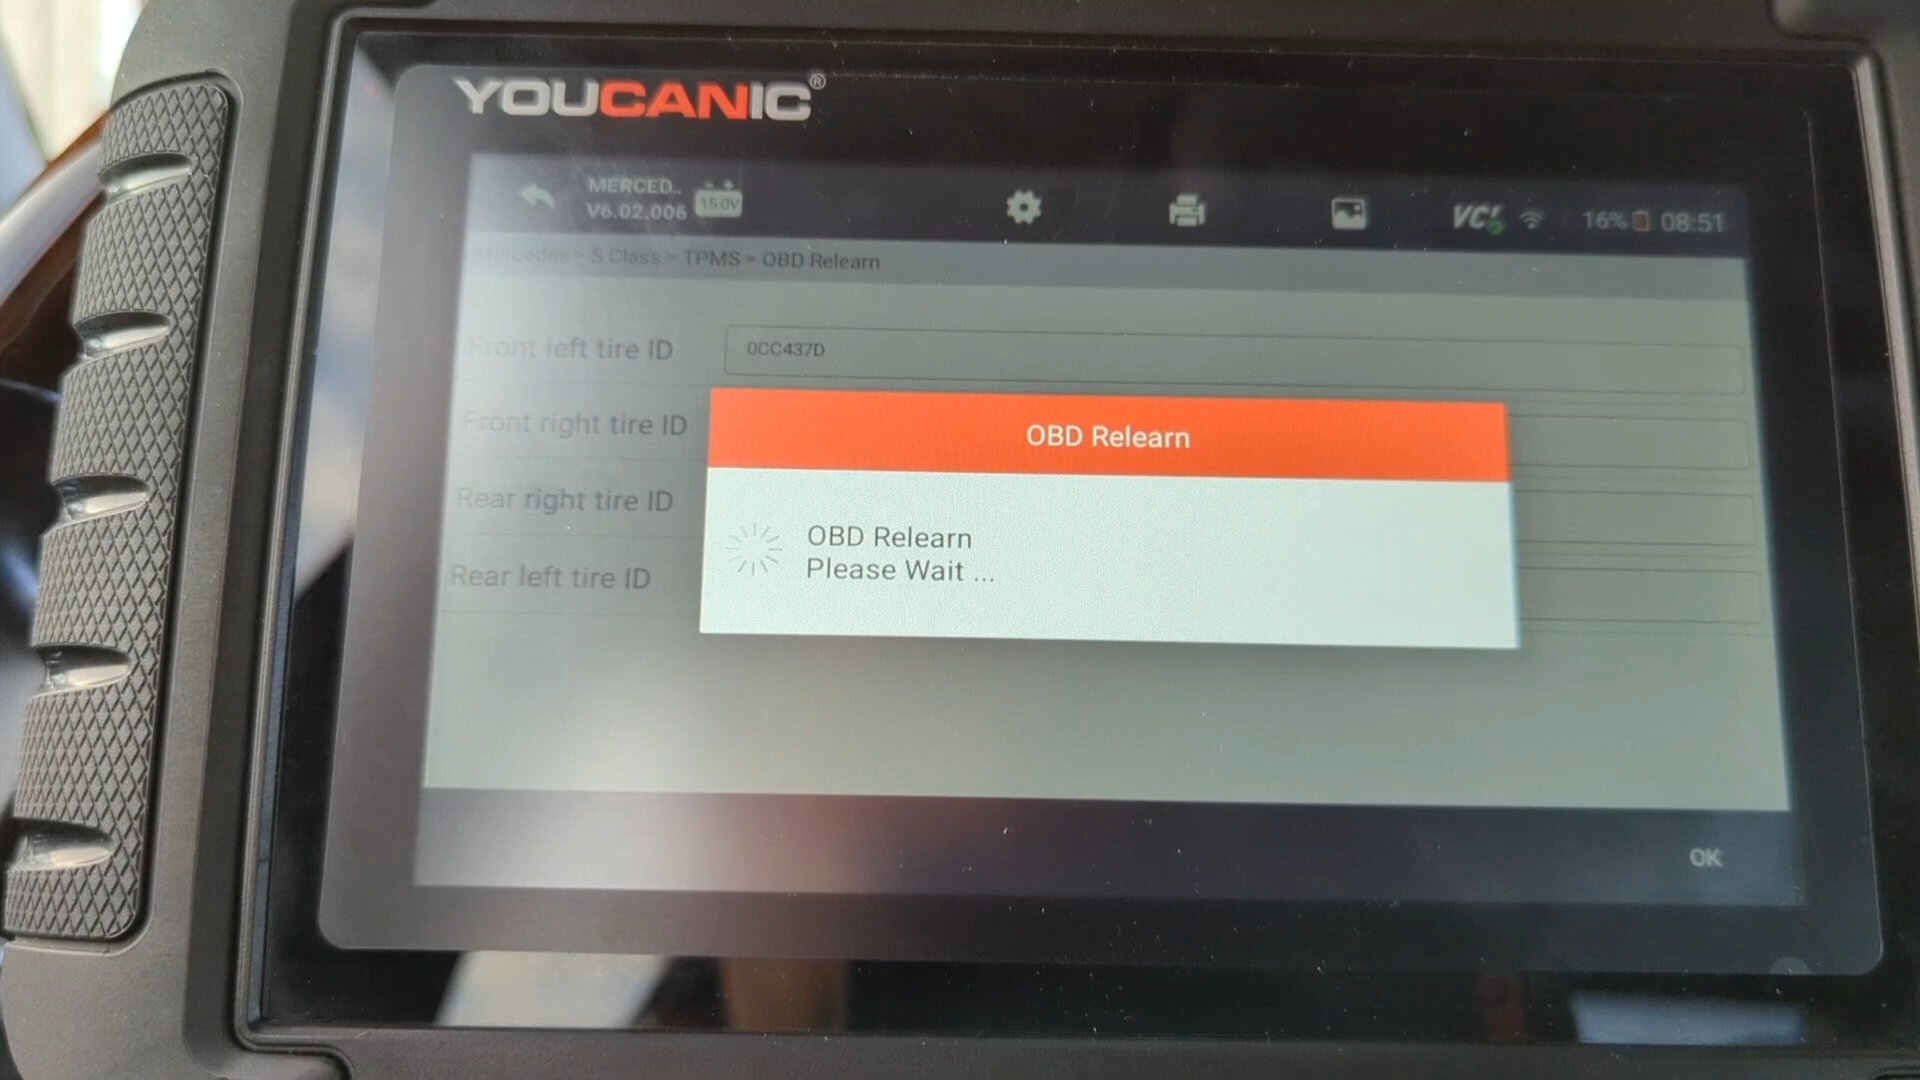 YOUCANIC®
MERCED..
V6.02.006
15.0V
VCI
16%
08:51
Mercedes > S Class > TPMS > OBD Relearn
Front left tire ID
0CC437D
Front right tire ID
Rear right tire ID
Rear left tire ID
OBD Relearn
OBD Relearn
Please Wait ...
OK